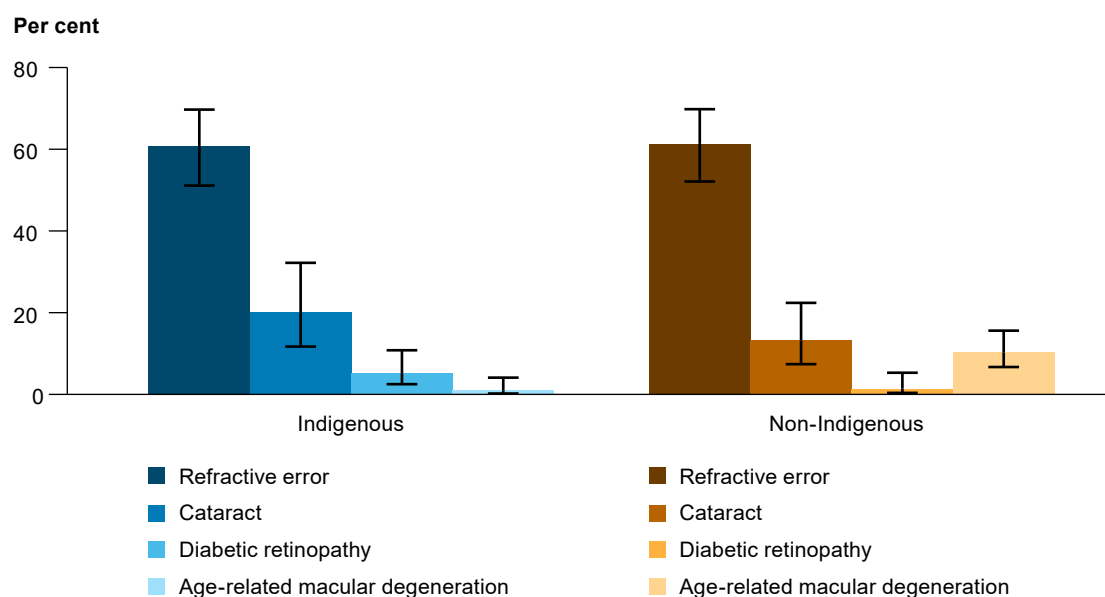 Per cent
80
60
40
20
0
Indigenous
Non-Indigenous
Refractive error
Cataract
Diabetic retinopathy
Age-related macular degeneration
Refractive error
Cataract
Diabetic retinopathy
Age-related macular degeneration